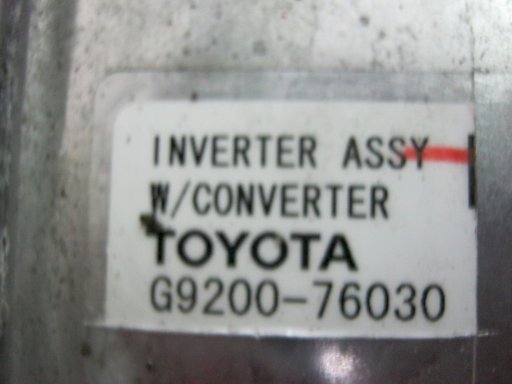 INVERTER ASSY
W/CONVERTER
TOYOTA
G9200-76030